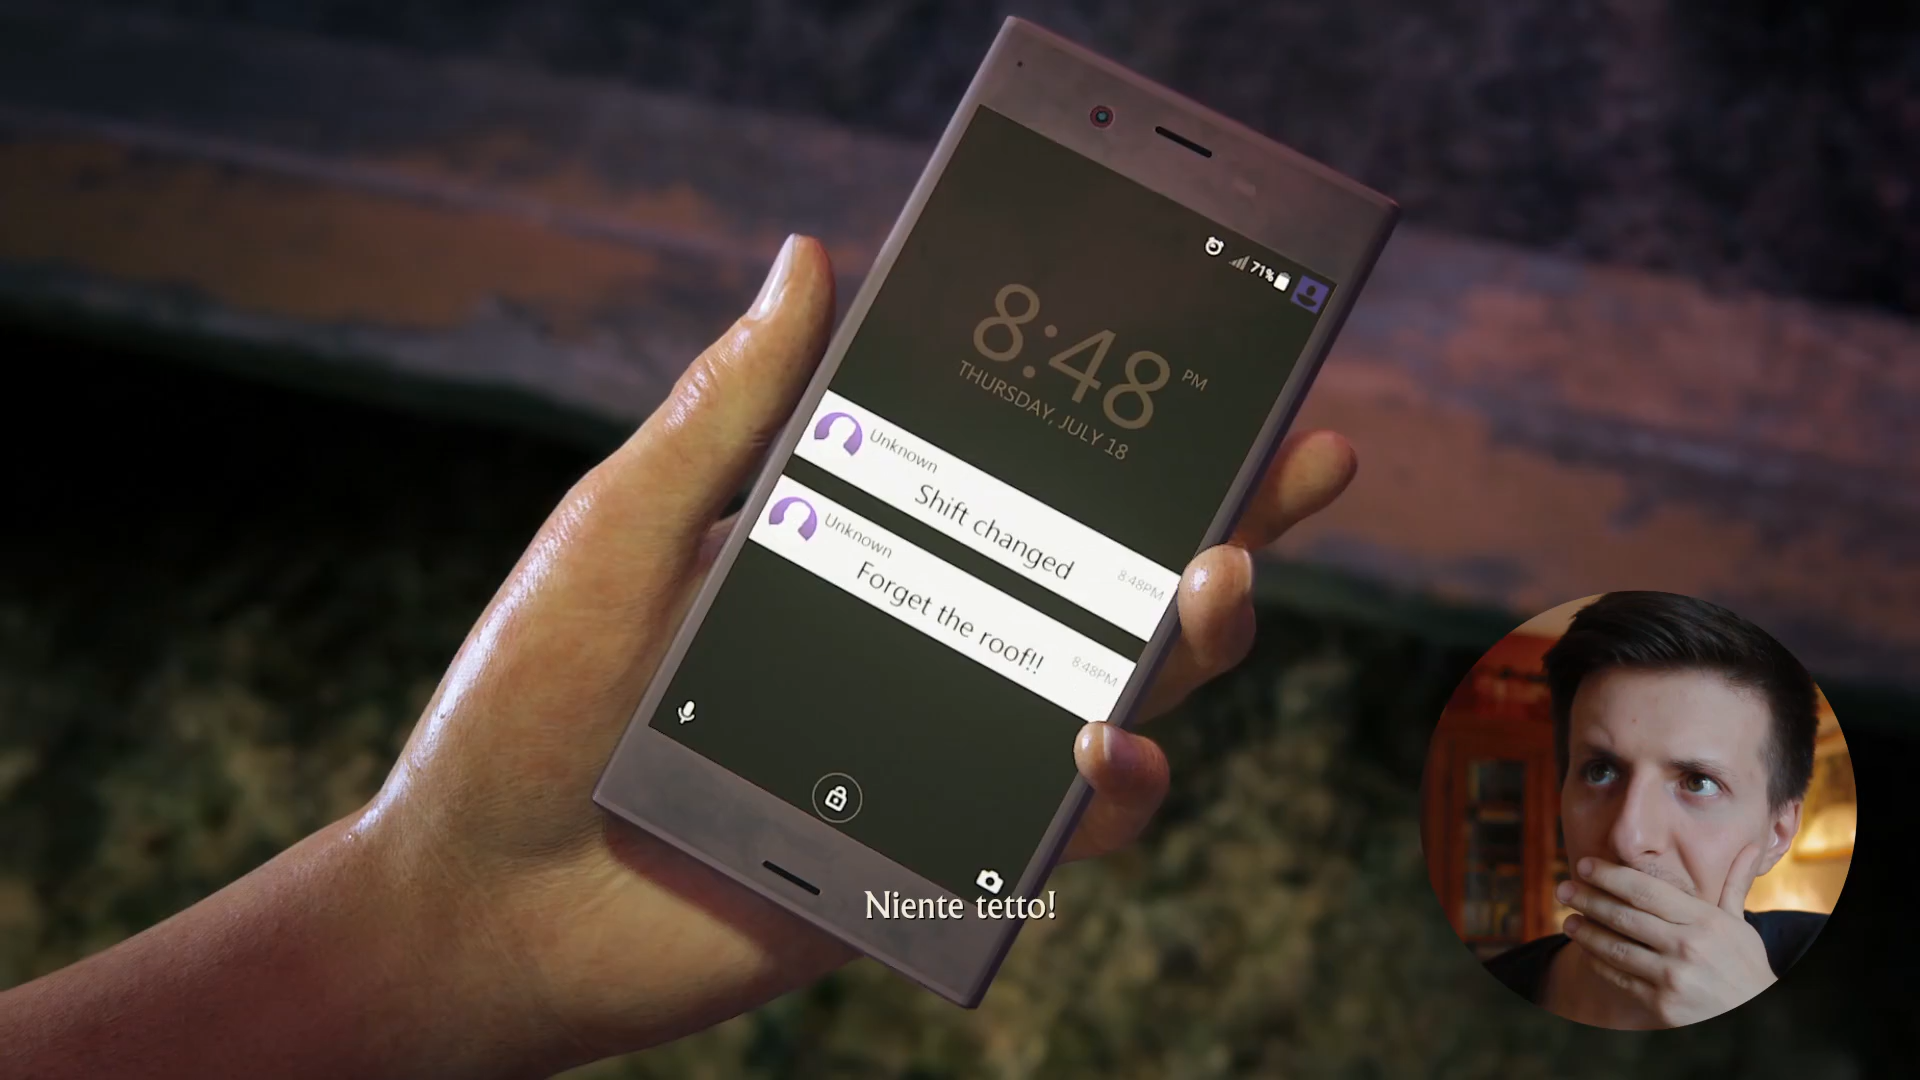 71%
8:48 PM
THURSDAY, JULY 18
Unknown
Shift changed
8:48PM
Unknown
Forget the roof!!
8:48PM
Niente tetto!